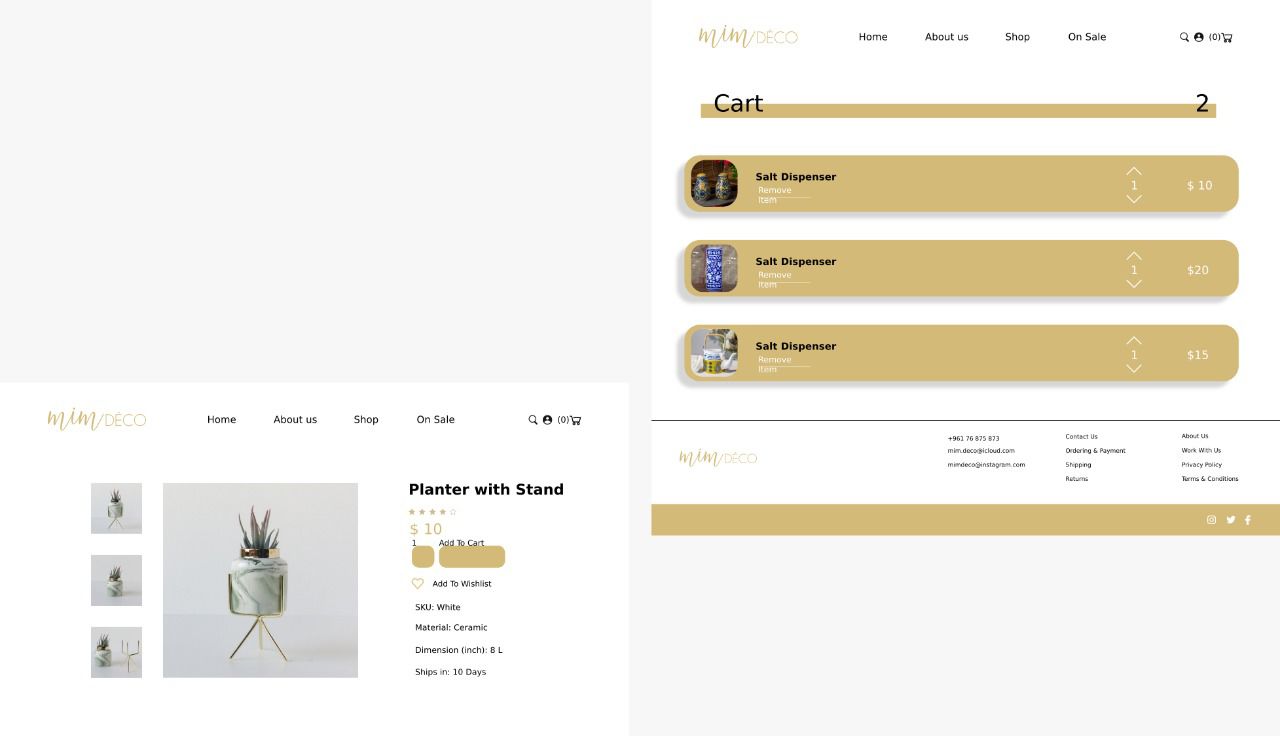 mim/DÉCO
Home About us Shop On Sale (0)
Cart 2
Salt Dispenser
Remove
Item
1
$ 10
Salt Dispenser
Remove
Item
1
$20
Salt Dispenser
Remove
Item
1
$15
mim/DÉCO
+961 76 875 873
mim.deco@icloud.com
mimdeco@instagram.com
Contact Us
Ordering & Payment
Shipping
Returns
About Us
Work With Us
Privacy Policy
Terms & Conditions
mim/DÉCO
Home About us Shop On Sale (0)
Planter with Stand
$ 10
1 Add To Cart
Add To Wishlist
SKU: White
Material: Ceramic
Dimension (inch): 8 L
Ships in: 10 Days